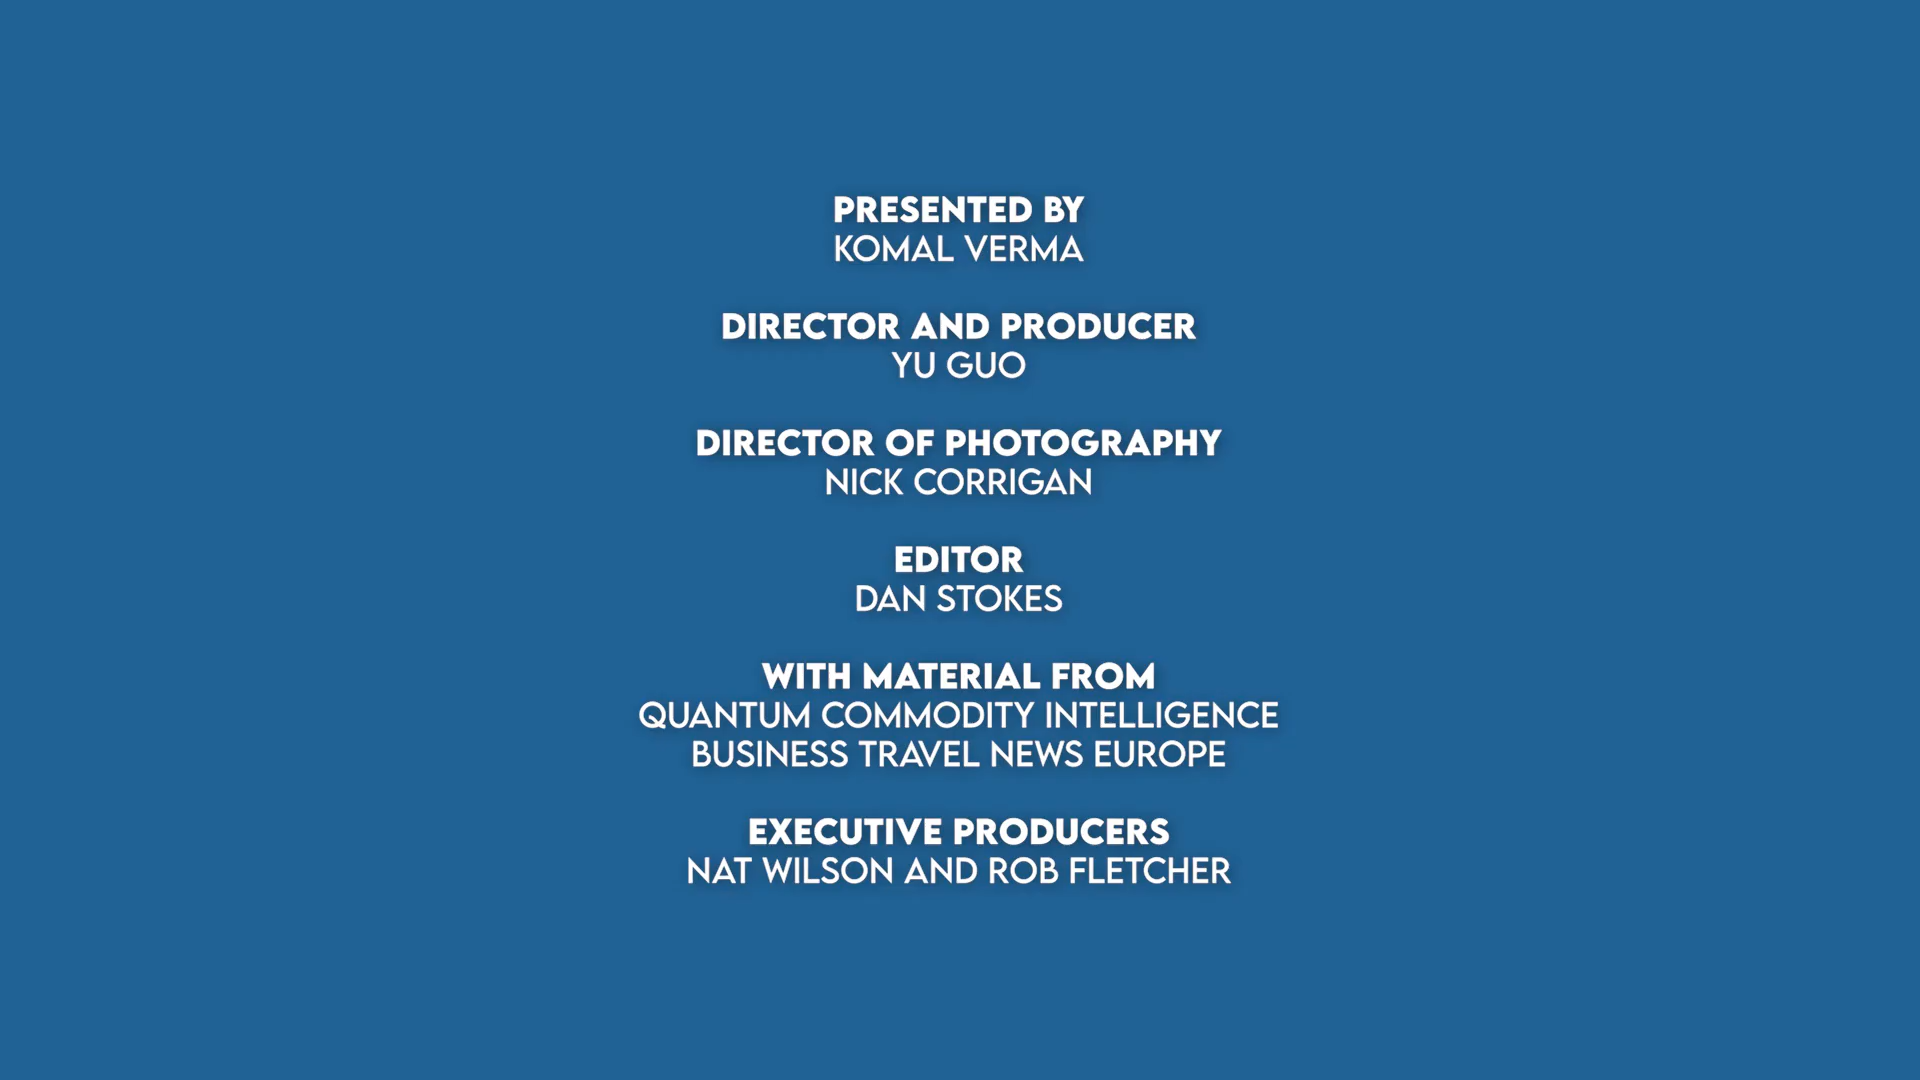 PRESENTED BY
KOMAL VERMA
DIRECTOR AND PRODUCER
YU GUO
DIRECTOR OF PHOTOGRAPHY
NICK CORRIGAN
EDITOR
DAN STOKES
WITH MATERIAL FROM
QUANTUM COMMODITY INTELLIGENCE
BUSINESS TRAVEL NEWS EUROPE
EXECUTIVE PRODUCERS
NAT WILSON AND ROB FLETCHER